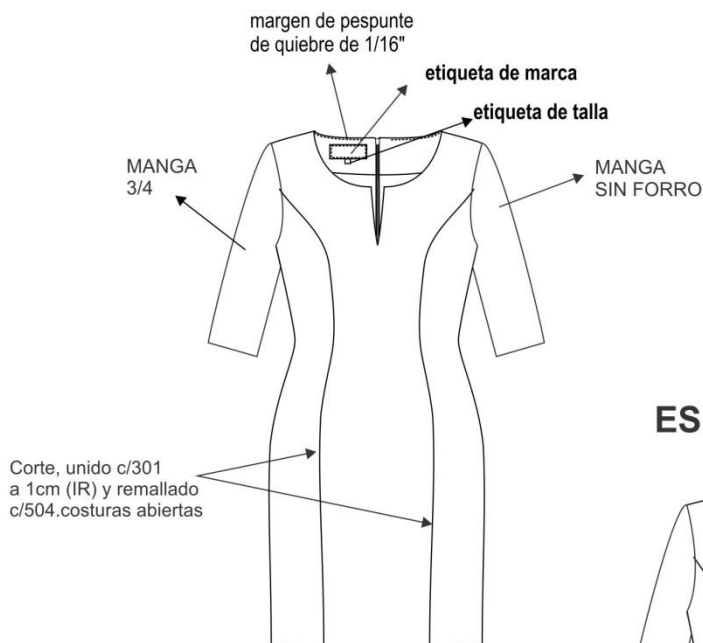 margen de pespunte
de quiebre de 1/16"
etiqueta de marca
etiqueta de talla
MANGA
3/4
MANGA
SIN FORRO
ES
Corte, unido c/301
a 1cm (IR) y remallado
c/504.costuras abiertas